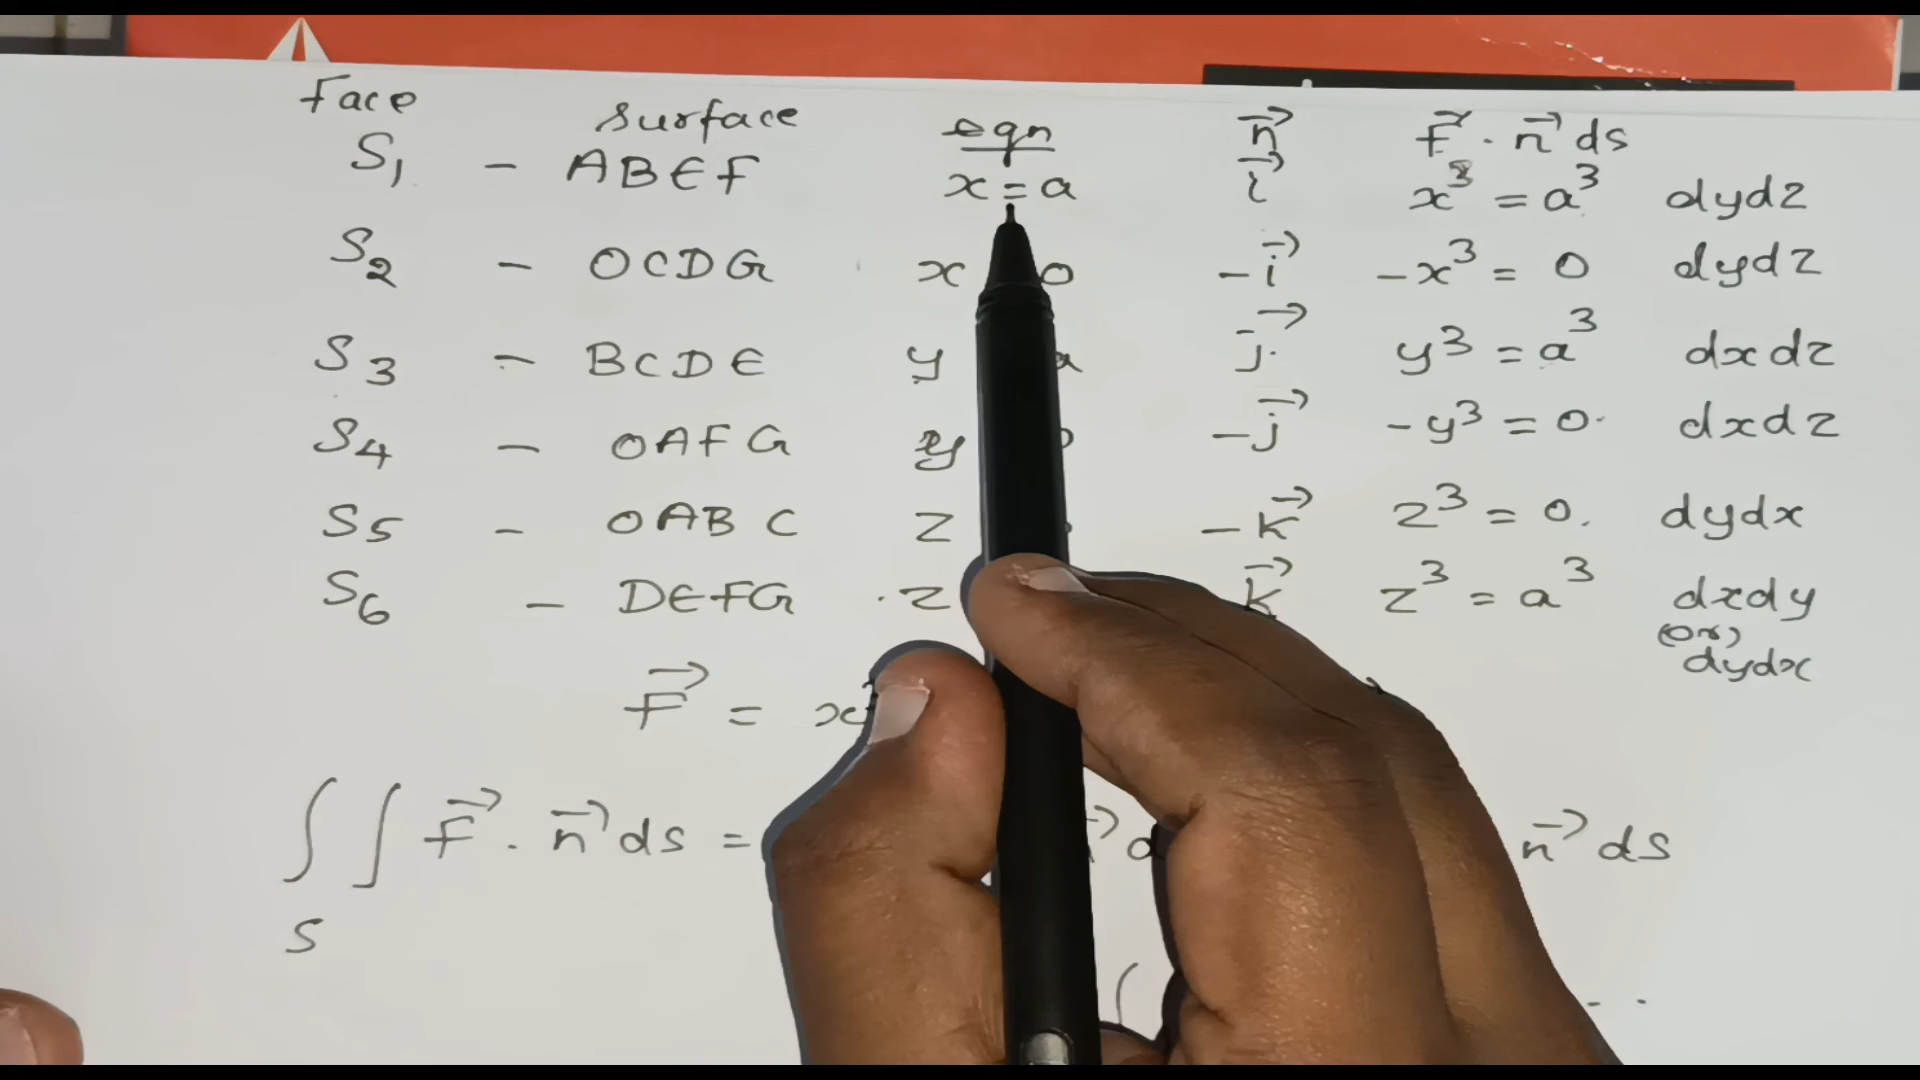 Face Surface eqn n⃗ F⃗ . n⃗ ds
S1 - ABEF x = a i⃗ x³ = a³ dydz
S2 - OCDG x 0 -i⃗ -x³ = 0 dydz
S3 - BCDE y a j⃗ y³ = a³ dxdz
S4 - OAFG y -j⃗ -y³ = 0 dxdz
S5 - OABC z -k⃗ z³ = 0. dydx
S6 - DEFG z k⃗ z³ = a³ dxdy
(or)
dydx
F⃗ = x
∫∫ F⃗ . n⃗ ds = n⃗ ds
S